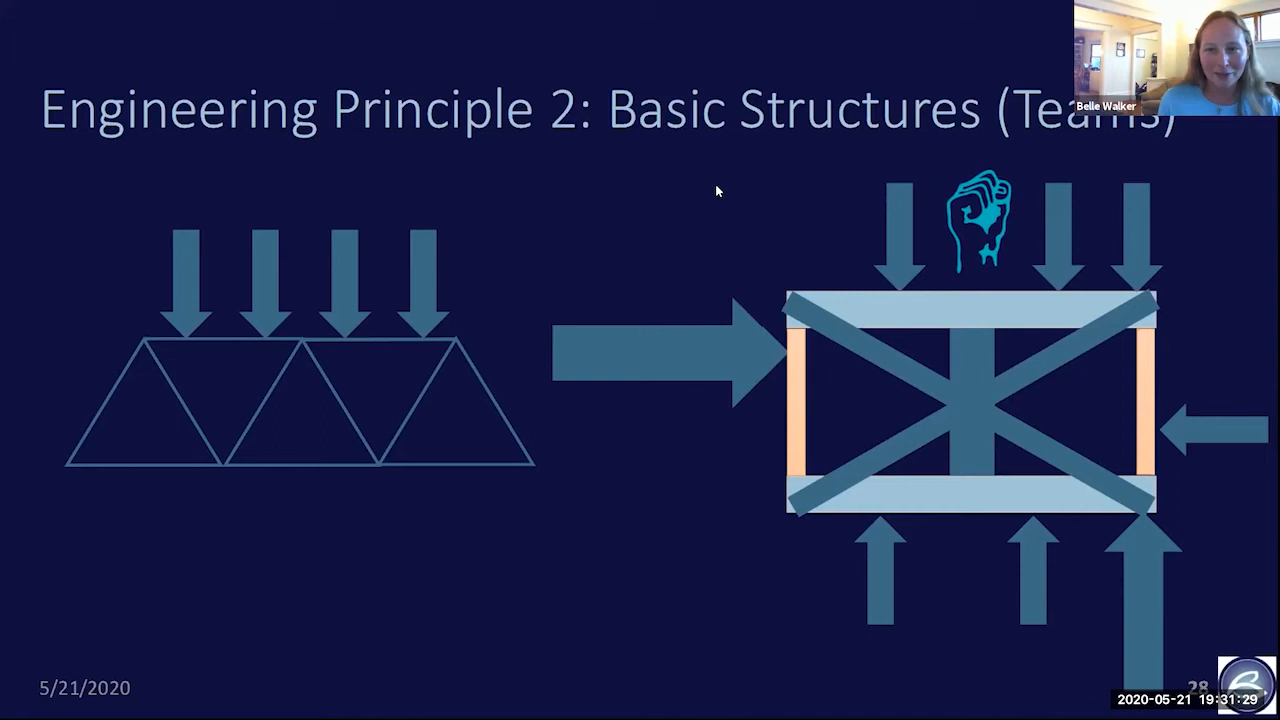 Engineering Principle 2: Basic Structures (Teams)
Belle Walker
5/21/2020
28
2020-05-21 19:31:29